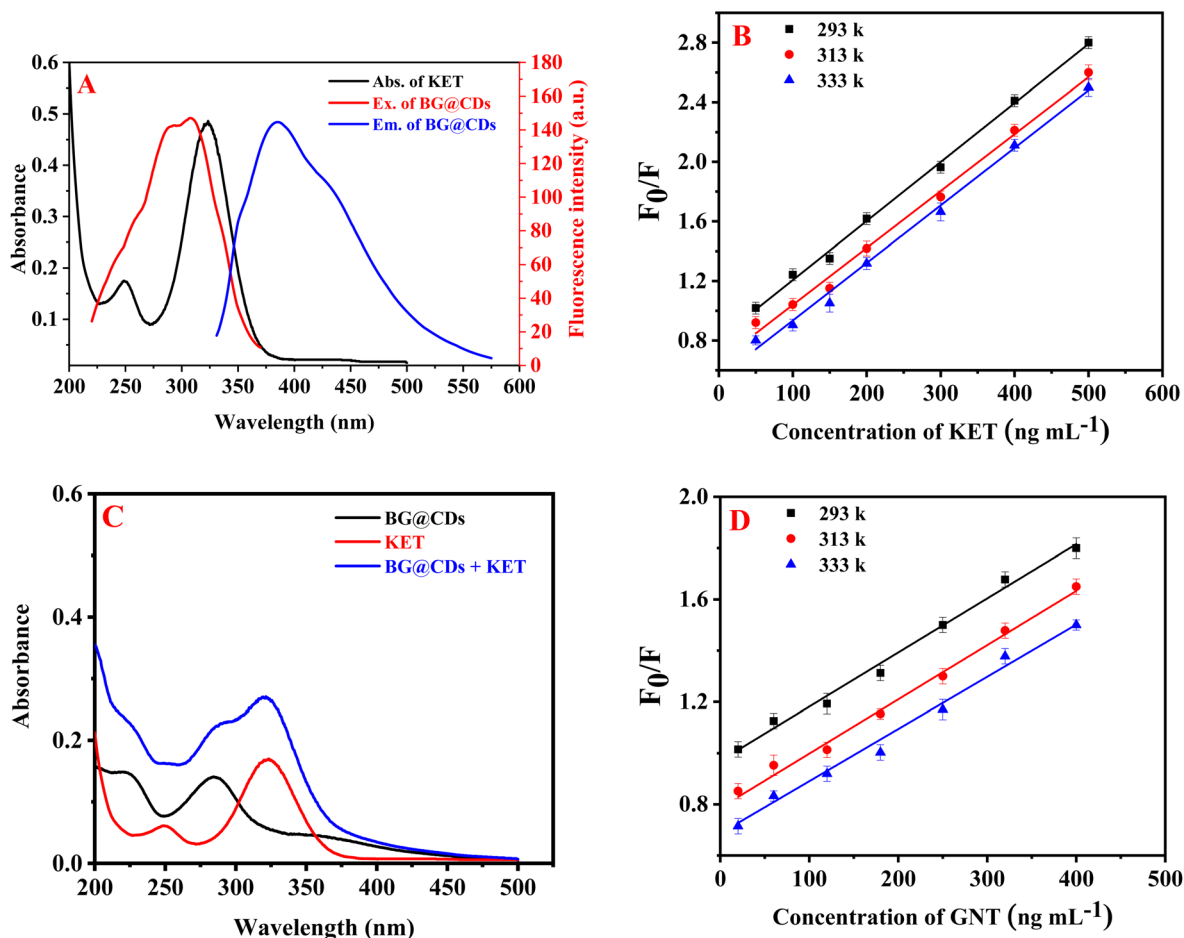 A
Abs. of KET
Ex. of BG@CDs
Em. of BG@CDs
0.6
0.5
0.4
0.3
0.2
0.1
Absorbance
180
160
140
120
100
80
60
40
20
0
Fluorescence intensity (a.u.)
200 250 300 350 400 450 500 550 600
Wavelength (nm)
B
293 k
313 k
333 k
2.8
2.4
2.0
1.6
1.2
0.8
F0/F
0 100 200 300 400 500 600
Concentration of KET (ng mL-1)
C
BG@CDs
KET
BG@CDs + KET
0.6
0.4
0.2
0.0
Absorbance
200 250 300 350 400 450 500
Wavelength (nm)
D
293 k
313 k
333 k
2.0
1.6
1.2
0.8
F0/F
0 100 200 300 400 500
Concentration of GNT (ng mL-1)